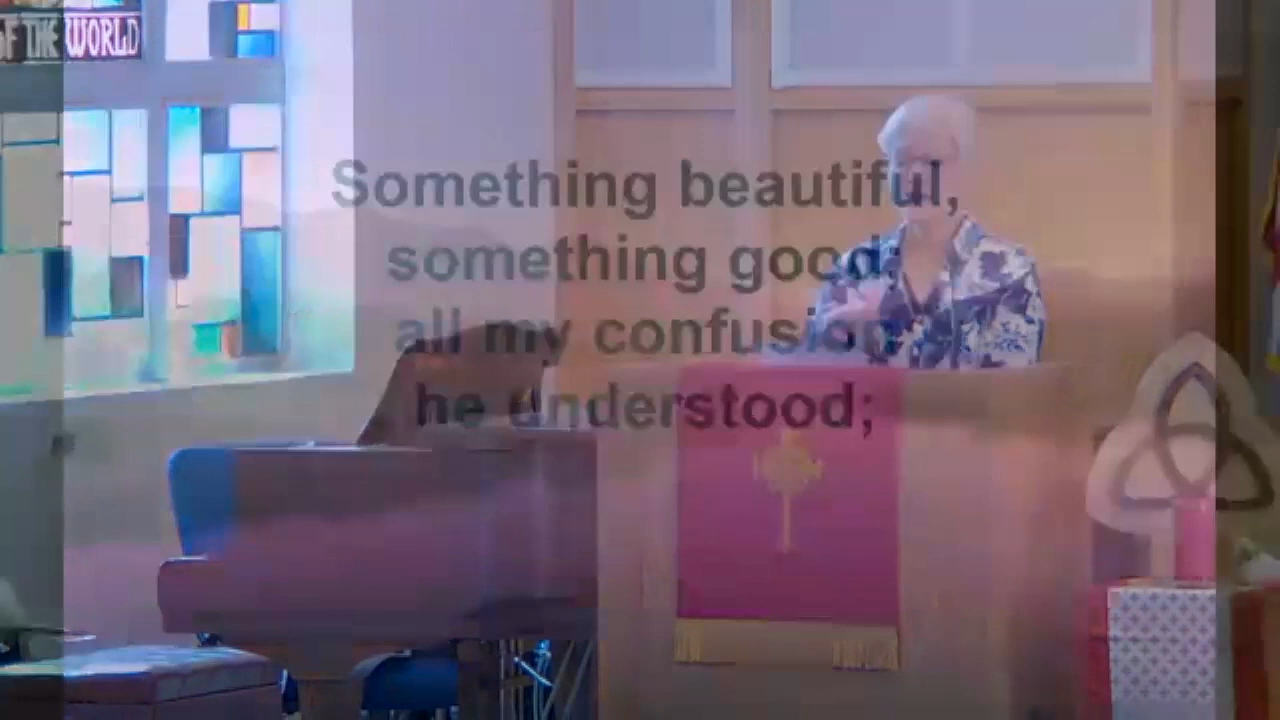 OF THE WORLD
Something beautiful,
something good;
all my confusion
he understood;